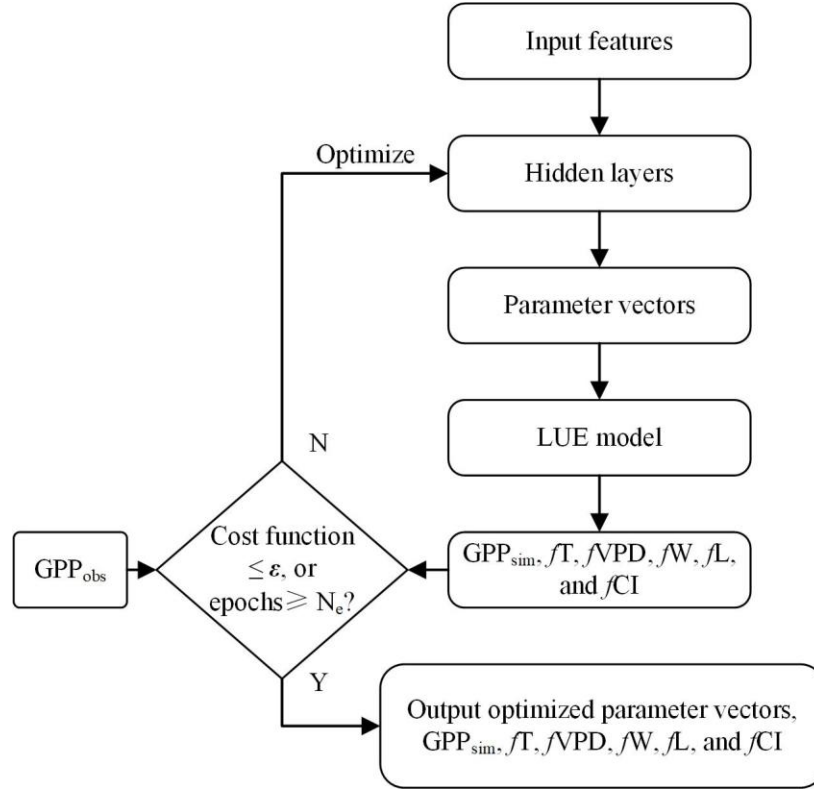 Input features
Optimize
Hidden layers
Parameter vectors
LUE model
N
GPPobs
Cost function
≤ ε, or
epochs≥ Ne?
GPPsim, fT, fVPD, fW, fL,
and fCI
Y
Output optimized parameter vectors,
GPPsim, fT, fVPD, fW, fL, and fCI